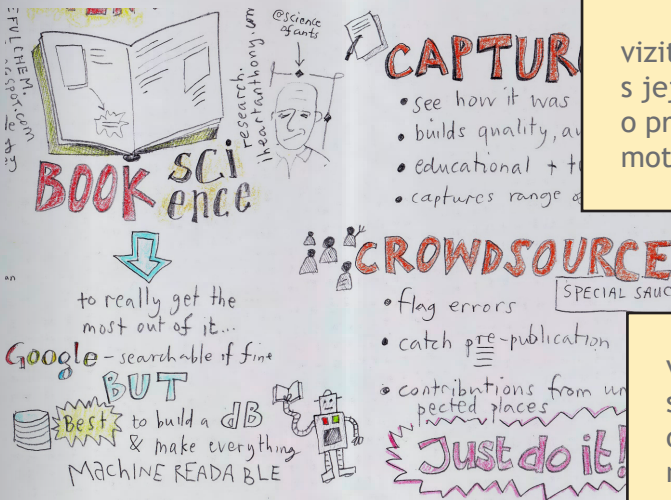 @science
of ants
research.
iheartanthony.com
BOOK sci
ence
to really get the
most out of it...
Google - searchable if fine
BUT
Best to build a dB
& make everything
MACHINE READABLE
CAPTUR
• see how it was
• builds quality, au
• educational + t
• captures range
CROWDSOURCE
SPECIAL SAUC
• flag errors
• catch pre-publication
• contributions from un
pected places
Just do it!
vizit
s je
o pr
mot